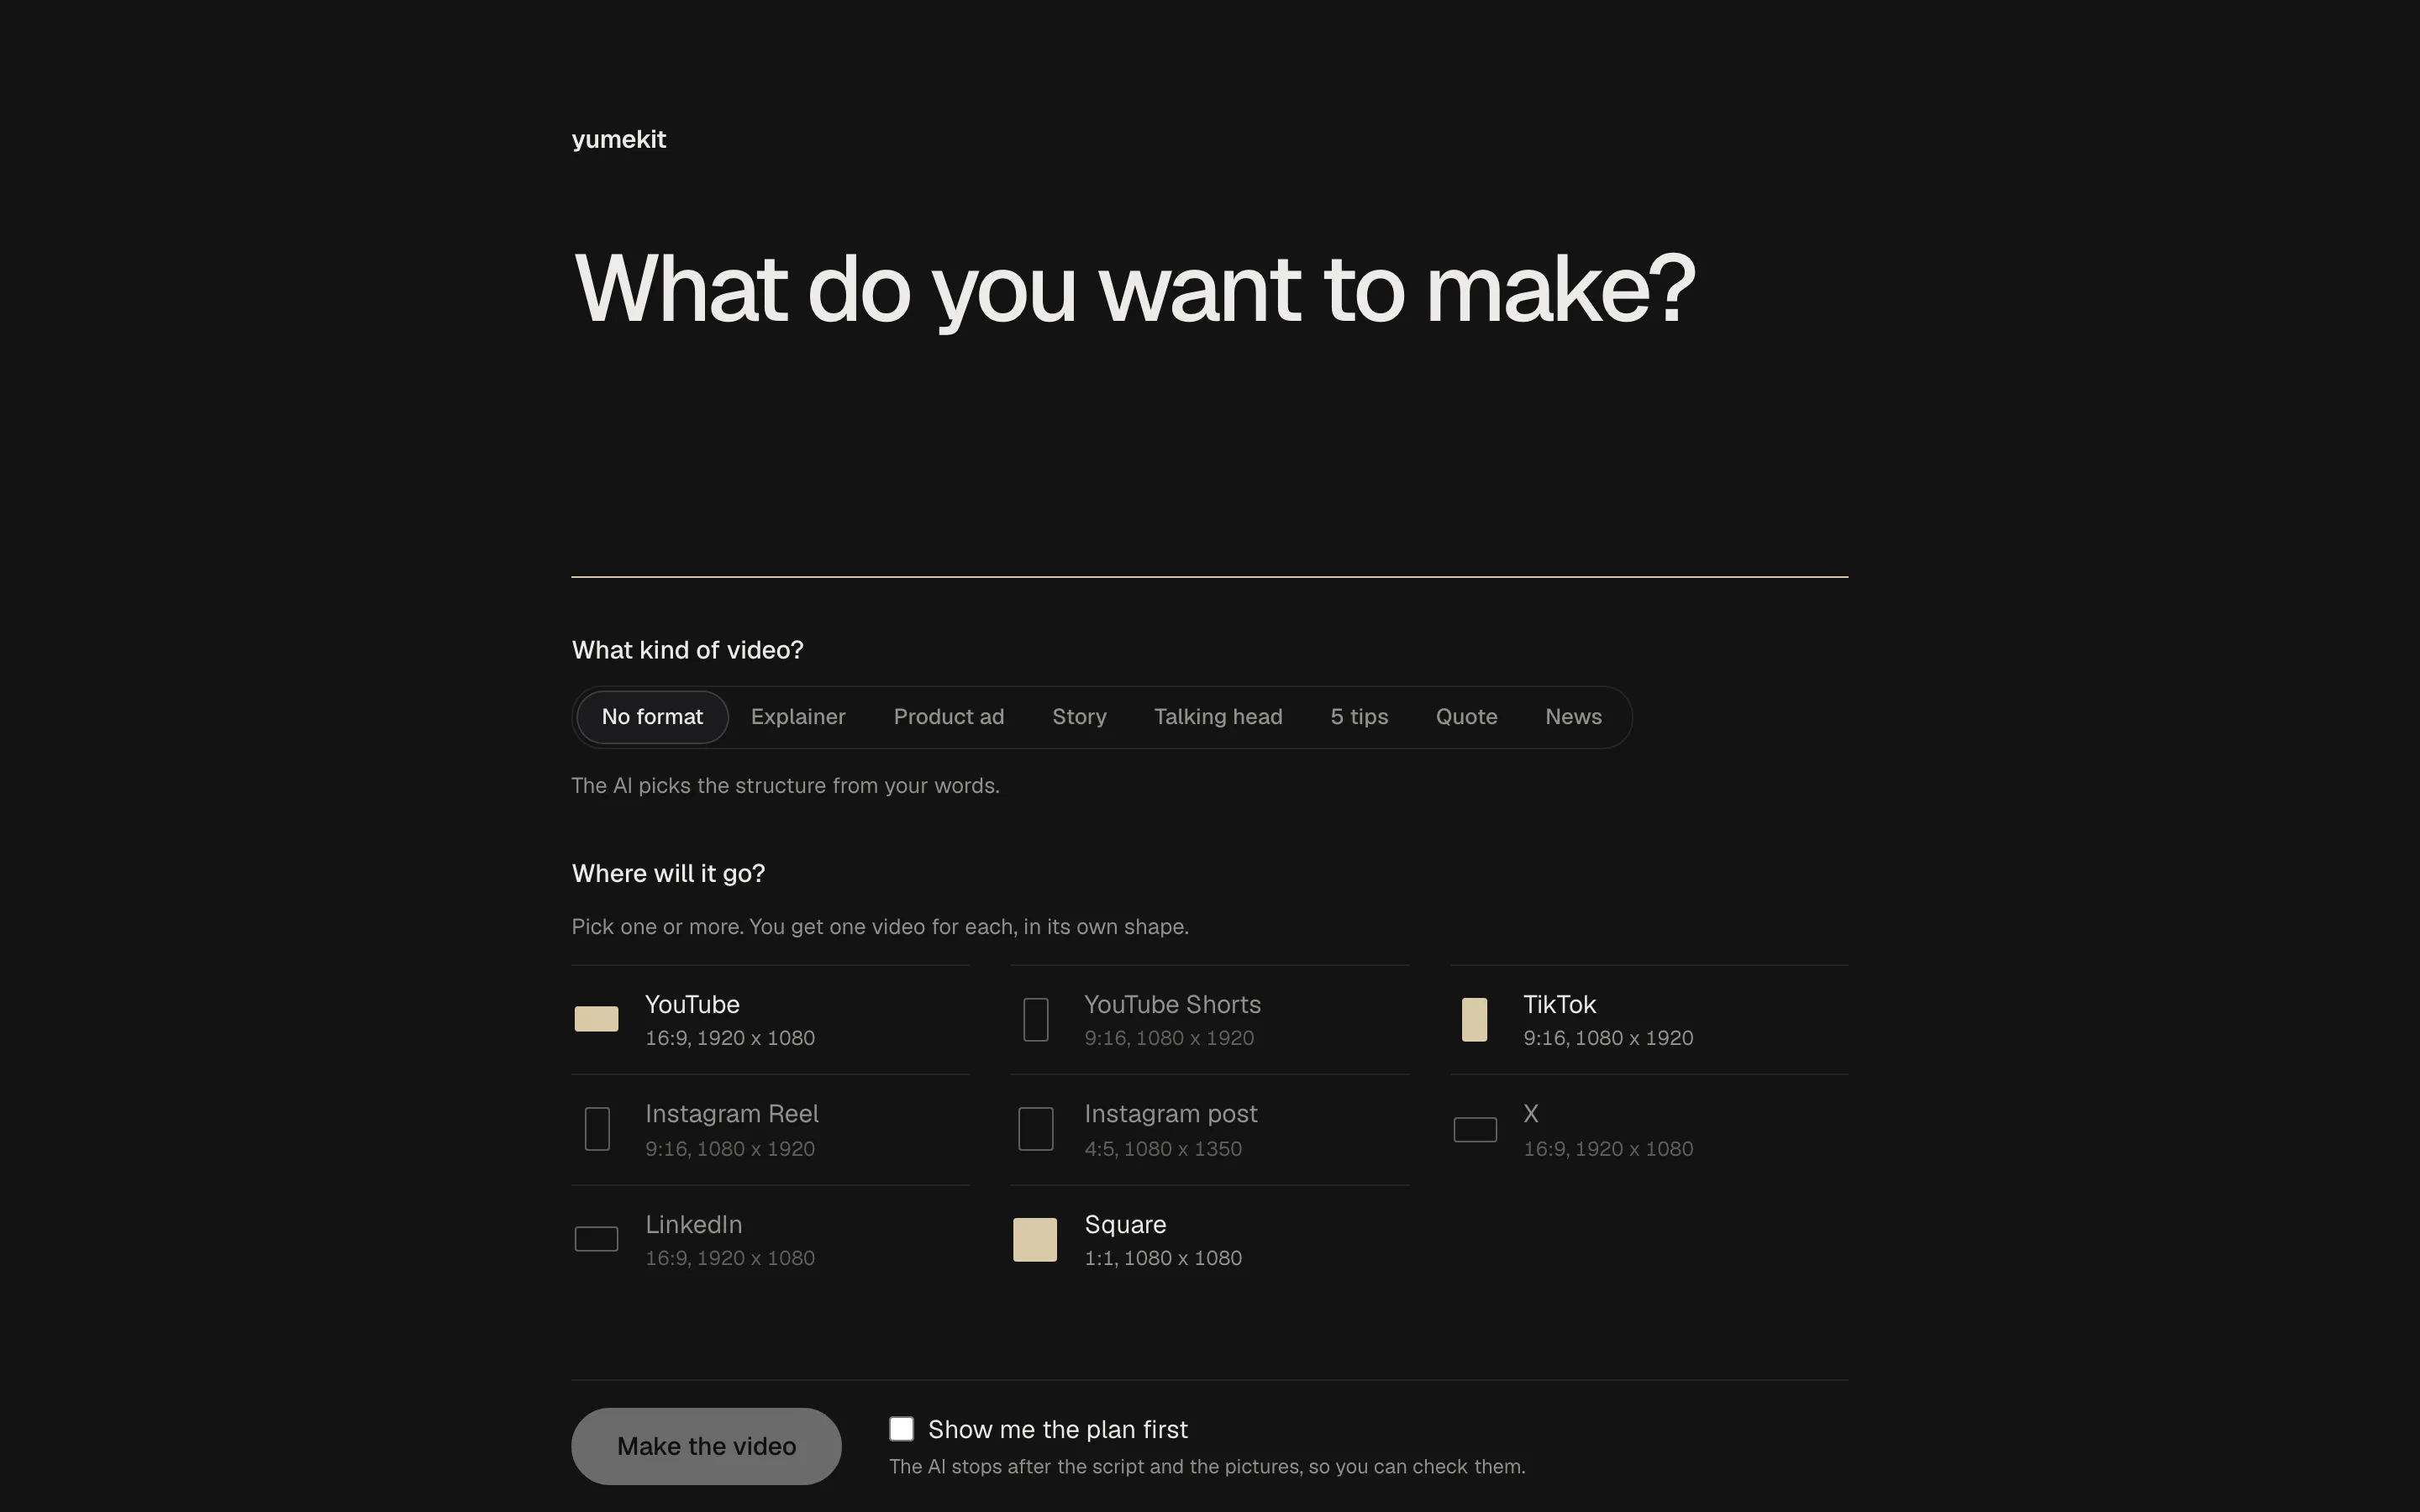 yumekit
What do you want to make?
What kind of video?
No format Explainer Product ad Story Talking head 5 tips Quote News
The AI picks the structure from your words.
Where will it go?
Pick one or more. You get one video for each, in its own shape.
YouTube
16:9, 1920 x 1080
YouTube Shorts
9:16, 1080 x 1920
TikTok
9:16, 1080 x 1920
Instagram Reel
9:16, 1080 x 1920
Instagram post
4:5, 1080 x 1350
X
16:9, 1920 x 1080
LinkedIn
16:9, 1920 x 1080
Square
1:1, 1080 x 1080
Make the video
Show me the plan first
The AI stops after the script and the pictures, so you can check them.